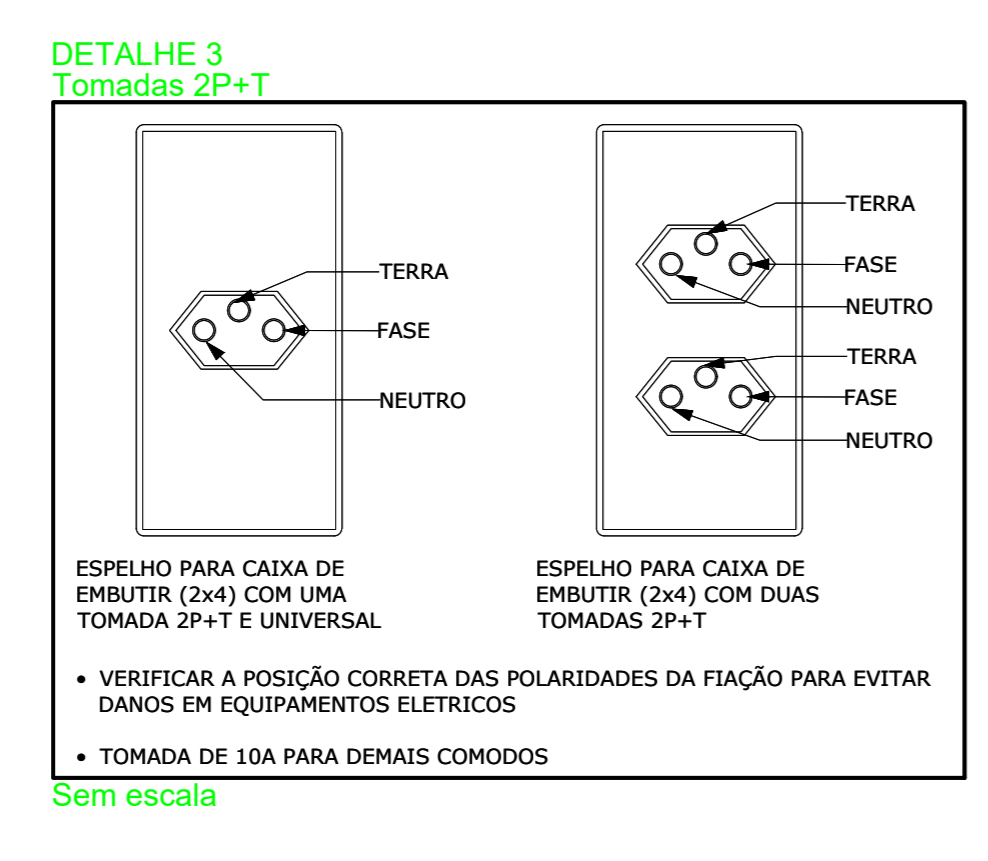 DETALHE 3
Tomadas 2P+T
TERRA
FASE
NEUTRO
TERRA
FASE
NEUTRO
TERRA
FASE
NEUTRO
ESPELHO PARA CAIXA DE
EMBUTIR (2x4) COM UMA
TOMADA 2P+T E UNIVERSAL
ESPELHO PARA CAIXA DE
EMBUTIR (2x4) COM DUAS
TOMADAS 2P+T
• VERIFICAR A POSIÇÃO CORRETA DAS POLARIDADES DA FIAÇÃO PARA EVITAR
DANOS EM EQUIPAMENTOS ELETRICOS
• TOMADA DE 10A PARA DEMAIS COMODOS
Sem escala